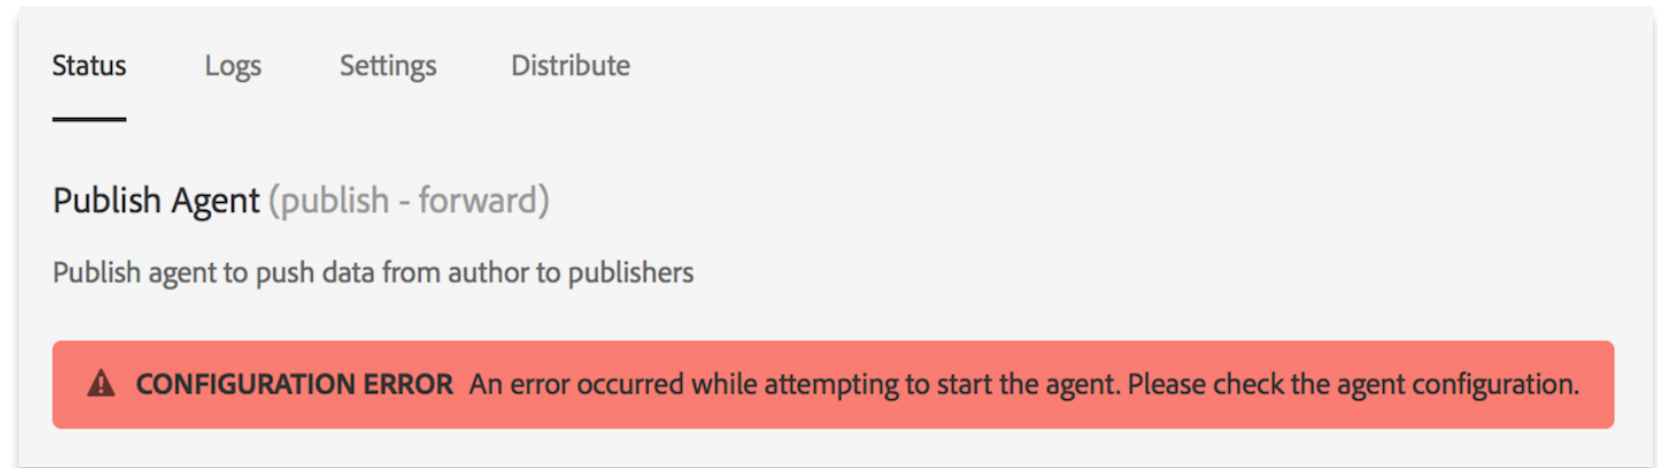 Status Logs Settings Distribute
Publish Agent (publish - forward)
Publish agent to push data from author to publishers
CONFIGURATION ERROR An error occurred while attempting to start the agent. Please check the agent configuration.